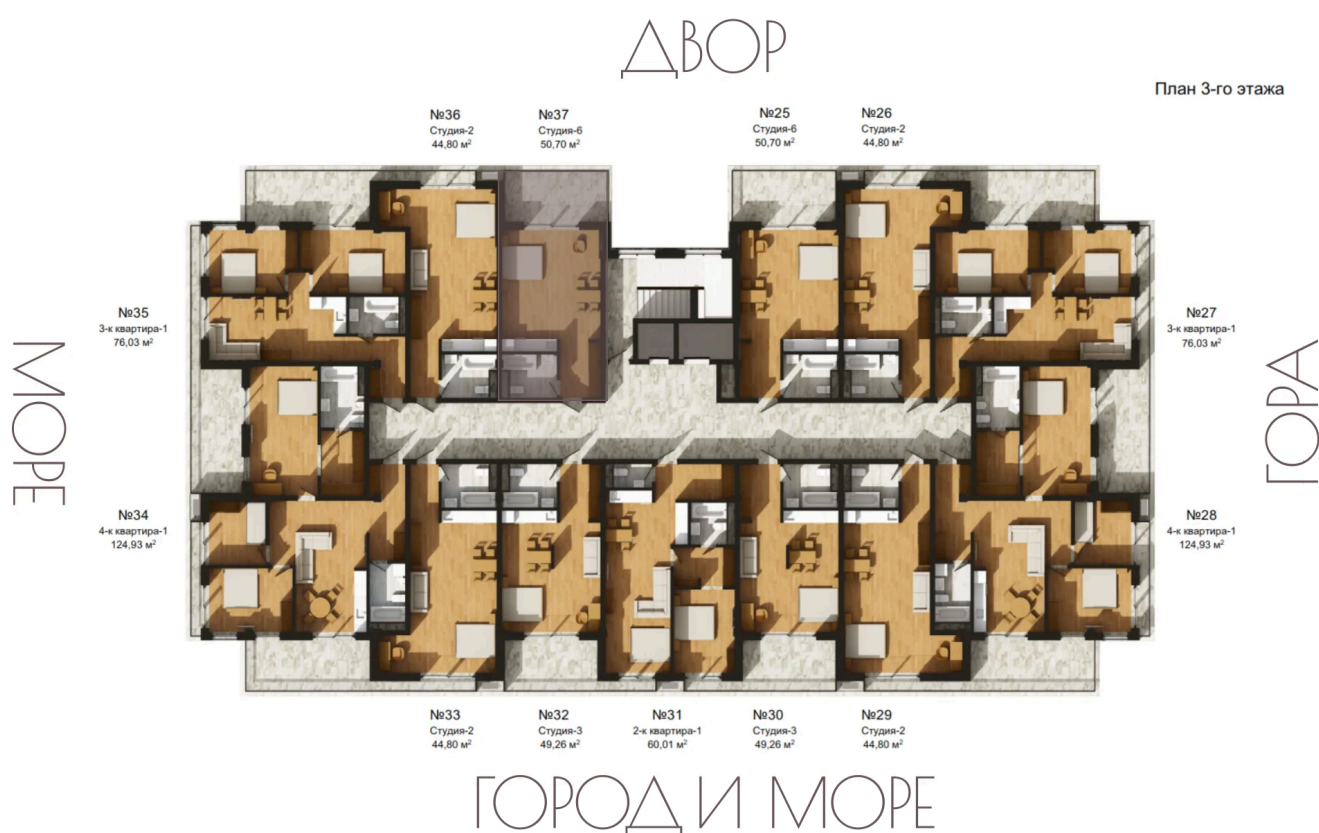 ДВОР
План 3-го этажа
№36
Студия-2
44,80 м²
№37
Студия-6
50,70 м²
№25
Студия-6
50,70 м²
№26
Студия-2
44,80 м²
№35
3-к квартира-1
76,03 м²
№27
3-к квартира-1
76,03 м²
МОРЕ
ГОРА
№34
4-к квартира-1
124,93 м²
№28
4-к квартира-1
124,93 м²
№33
Студия-2
44,80 м²
№32
Студия-3
49,26 м²
№31
2-к квартира-1
60,01 м²
№30
Студия-3
49,26 м²
№29
Студия-2
44,80 м²
ГОРОД И МОРЕ